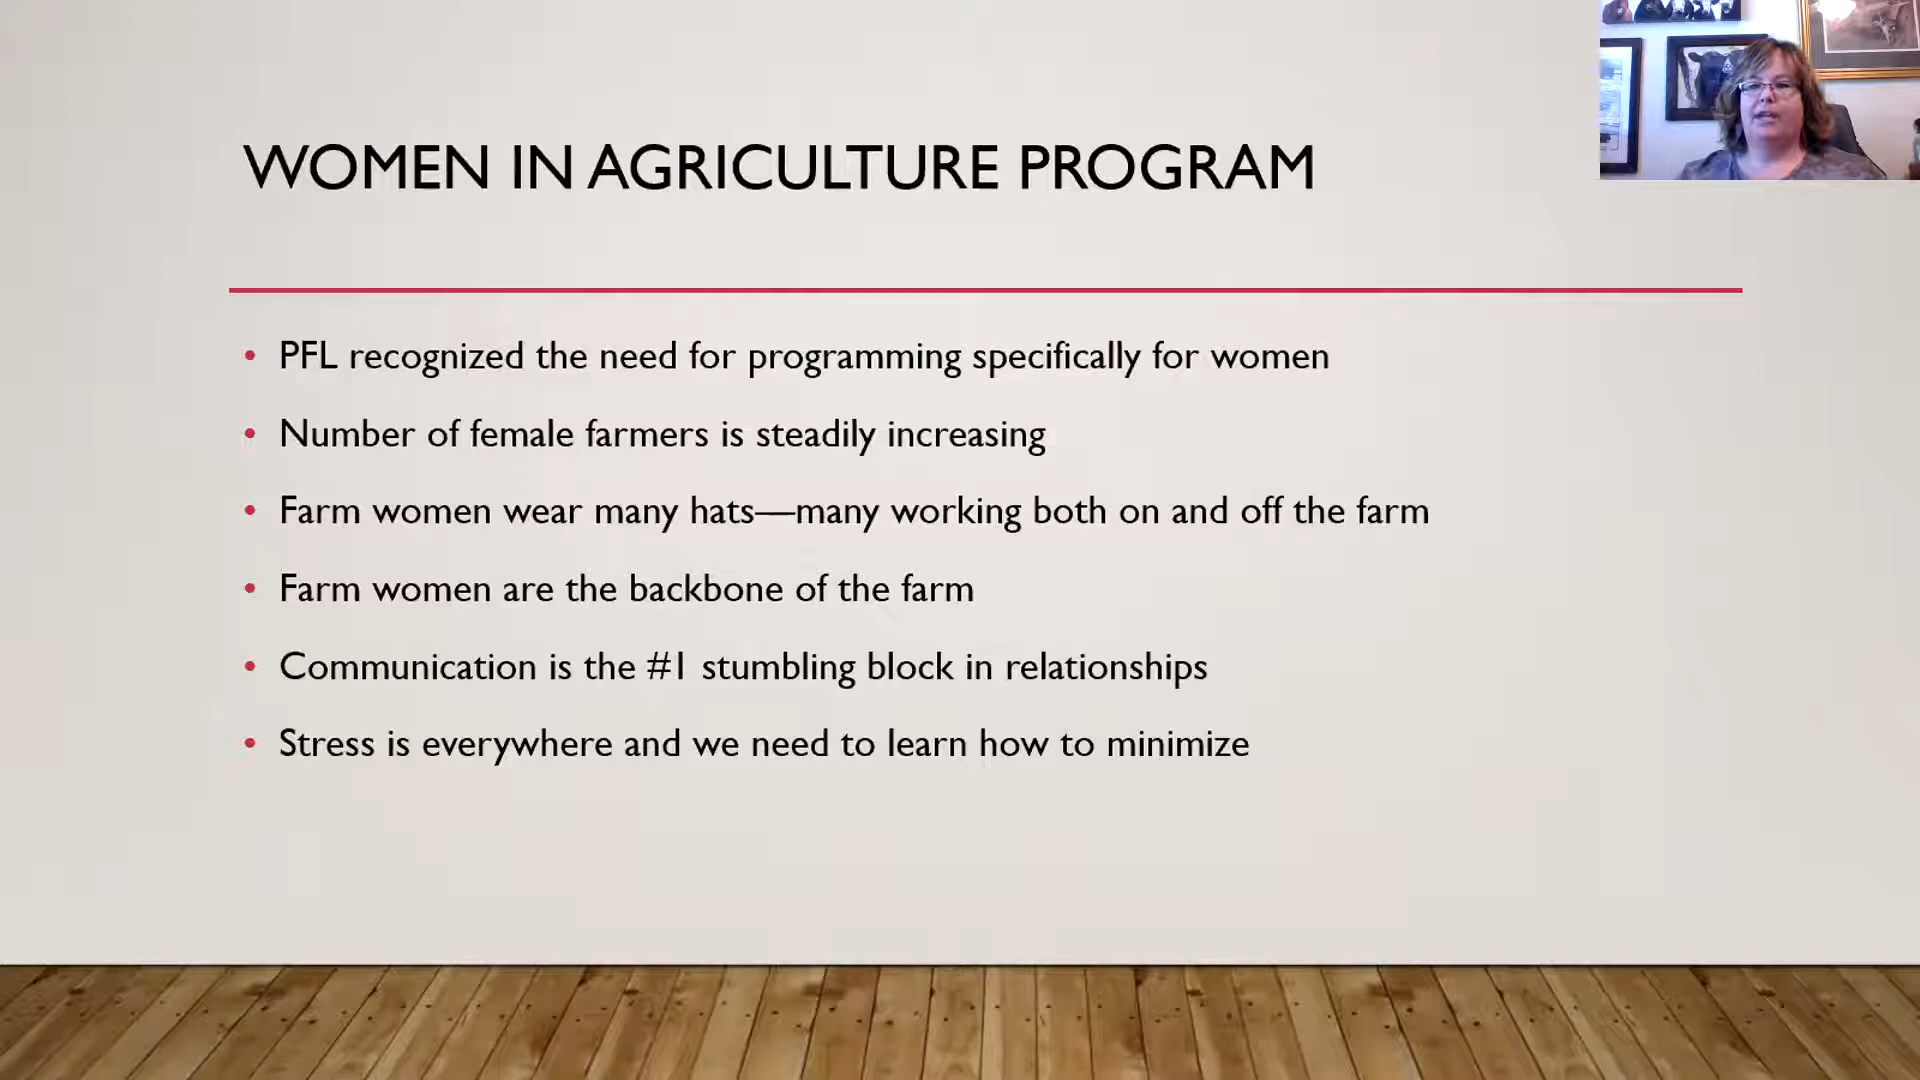 WOMEN IN AGRICULTURE PROGRAM
• PFL recognized the need for programming specifically for women
• Number of female farmers is steadily increasing
• Farm women wear many hats—many working both on and off the farm
• Farm women are the backbone of the farm
• Communication is the #1 stumbling block in relationships
• Stress is everywhere and we need to learn how to minimize